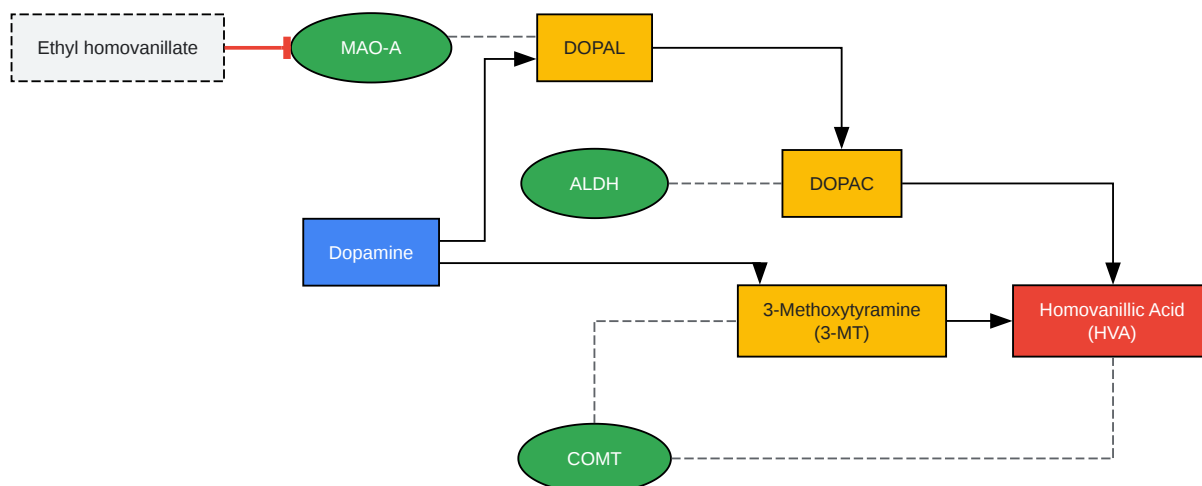 Ethyl homovanillate
MAO-A
DOPAL
ALDH
DOPAC
Dopamine
3-Methoxytyramine
(3-MT)
Homovanillic Acid
(HVA)
COMT